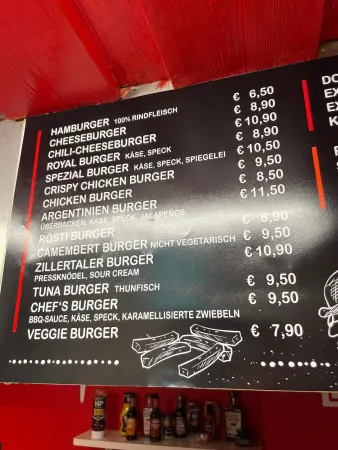 HAMBURGER 100% RINDFLEISCH € 6,50
CHEESEBURGER € 8,90
CHILI-CHEESEBURGER € 10,90
ROYAL BURGER KÄSE, SPECK € 8,90
SPEZIAL BURGER KÄSE, SPECK, SPIEGELEI € 10,50
CRISPY CHICKEN BURGER € 9,50
CHICKEN BURGER € 8,50
ARGENTINIEN BURGER € 11,50
ÜBERBACKEN, KÄSE, SPECK, JALAPEÑOS
RÖSTI BURGER € 8,90
CAMEMBERT BURGER NICHT VEGETARISCH € 9,50
ZILLERTALER BURGER € 10,90
PRESSKNÖDEL, SOUR CREAM
TUNA BURGER THUNFISCH € 9,50
CHEF'S BURGER € 9,50
BBQ-SAUCE, KÄSE, SPECK, KARAMELLISIERTE ZWIEBELN
VEGGIE BURGER € 7,90